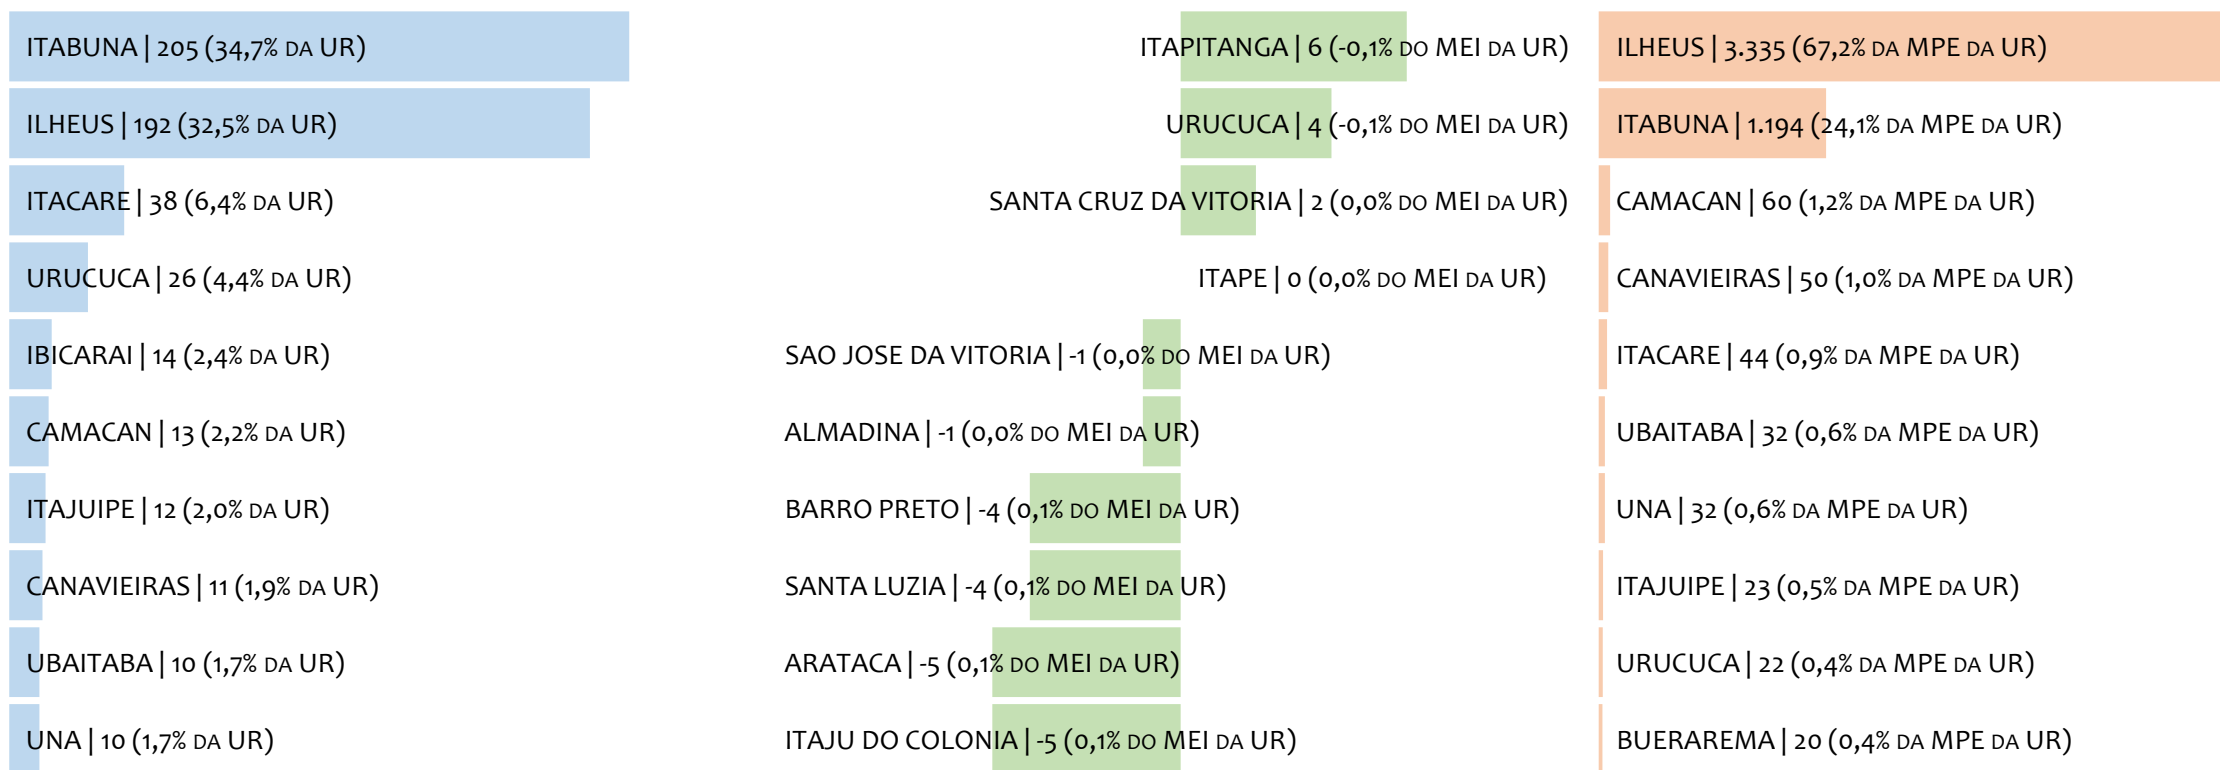 ITABUNA | 205 (34,7% DA UR)
ILHEUS | 192 (32,5% DA UR)
ITACARE | 38 (6,4% DA UR)
URUCUCA | 26 (4,4% DA UR)
IBICARAI | 14 (2,4% DA UR)
CAMACAN | 13 (2,2% DA UR)
ITAJUIPE | 12 (2,0% DA UR)
CANAVIEIRAS | 11 (1,9% DA UR)
UBAITABA | 10 (1,7% DA UR)
UNA | 10 (1,7% DA UR)
ITAPITANGA | 6 (-0,1% DO MEI DA UR)
URUCUCA | 4 (-0,1% DO MEI DA UR)
SANTA CRUZ DA VITORIA | 2 (0,0% DO MEI DA UR)
ITAPE | 0 (0,0% DO MEI DA UR)
SAO JOSE DA VITORIA | -1 (0,0% DO MEI DA UR)
ALMADINA | -1 (0,0% DO MEI DA UR)
BARRO PRETO | -4 (0,1% DO MEI DA UR)
SANTA LUZIA | -4 (0,1% DO MEI DA UR)
ARATACA | -5 (0,1% DO MEI DA UR)
ITAJU DO COLONIA | -5 (0,1% DO MEI DA UR)
ILHEUS | 3.335 (67,2% DA MPE DA UR)
ITABUNA | 1.194 (24,1% DA MPE DA UR)
CAMACAN | 60 (1,2% DA MPE DA UR)
CANAVIEIRAS | 50 (1,0% DA MPE DA UR)
ITACARE | 44 (0,9% DA MPE DA UR)
UBAITABA | 32 (0,6% DA MPE DA UR)
UNA | 32 (0,6% DA MPE DA UR)
ITAJUIPE | 23 (0,5% DA MPE DA UR)
URUCUCA | 22 (0,4% DA MPE DA UR)
BUERAREMA | 20 (0,4% DA MPE DA UR)